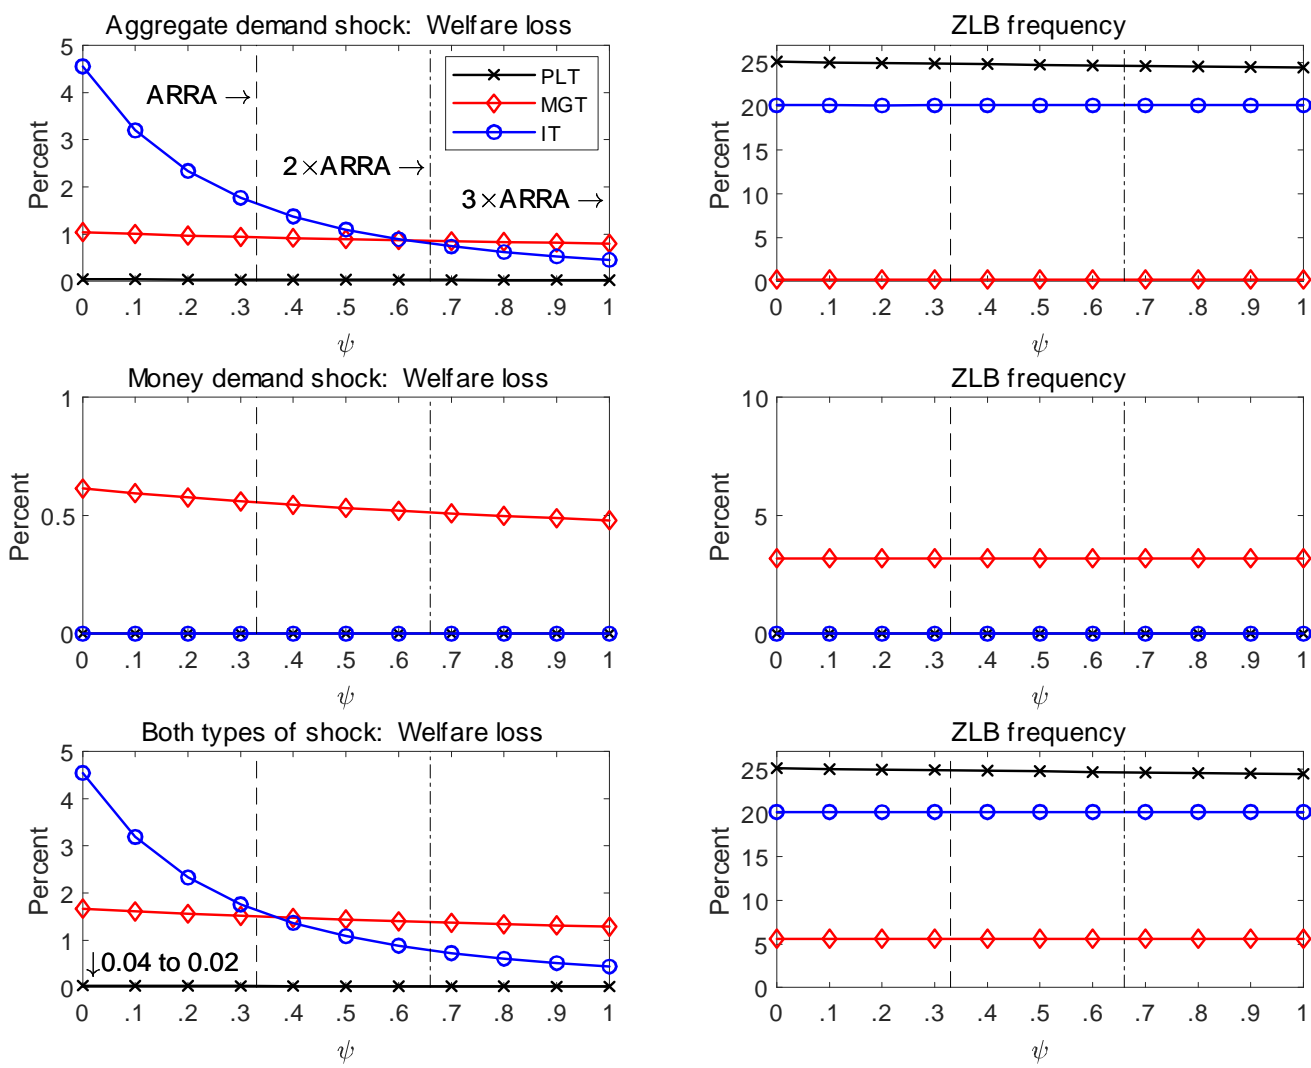 Aggregate demand shock: Welfare loss
5
4
3
2
1
0
Percent
ARRA →
2×ARRA →
3×ARRA →
PLT
MGT
IT
0 .1 .2 .3 .4 .5 .6 .7 .8 .9 1
ψ
ZLB frequency
25
20
15
10
5
0
Percent
0 .1 .2 .3 .4 .5 .6 .7 .8 .9 1
ψ
Money demand shock: Welfare loss
1
0.5
0
Percent
0 .1 .2 .3 .4 .5 .6 .7 .8 .9 1
ψ
ZLB frequency
10
5
0
Percent
0 .1 .2 .3 .4 .5 .6 .7 .8 .9 1
ψ
Both types of shock: Welfare loss
5
4
3
2
1
0
Percent
↓0.04 to 0.02
0 .1 .2 .3 .4 .5 .6 .7 .8 .9 1
ψ
ZLB frequency
25
20
15
10
5
0
Percent
0 .1 .2 .3 .4 .5 .6 .7 .8 .9 1
ψ